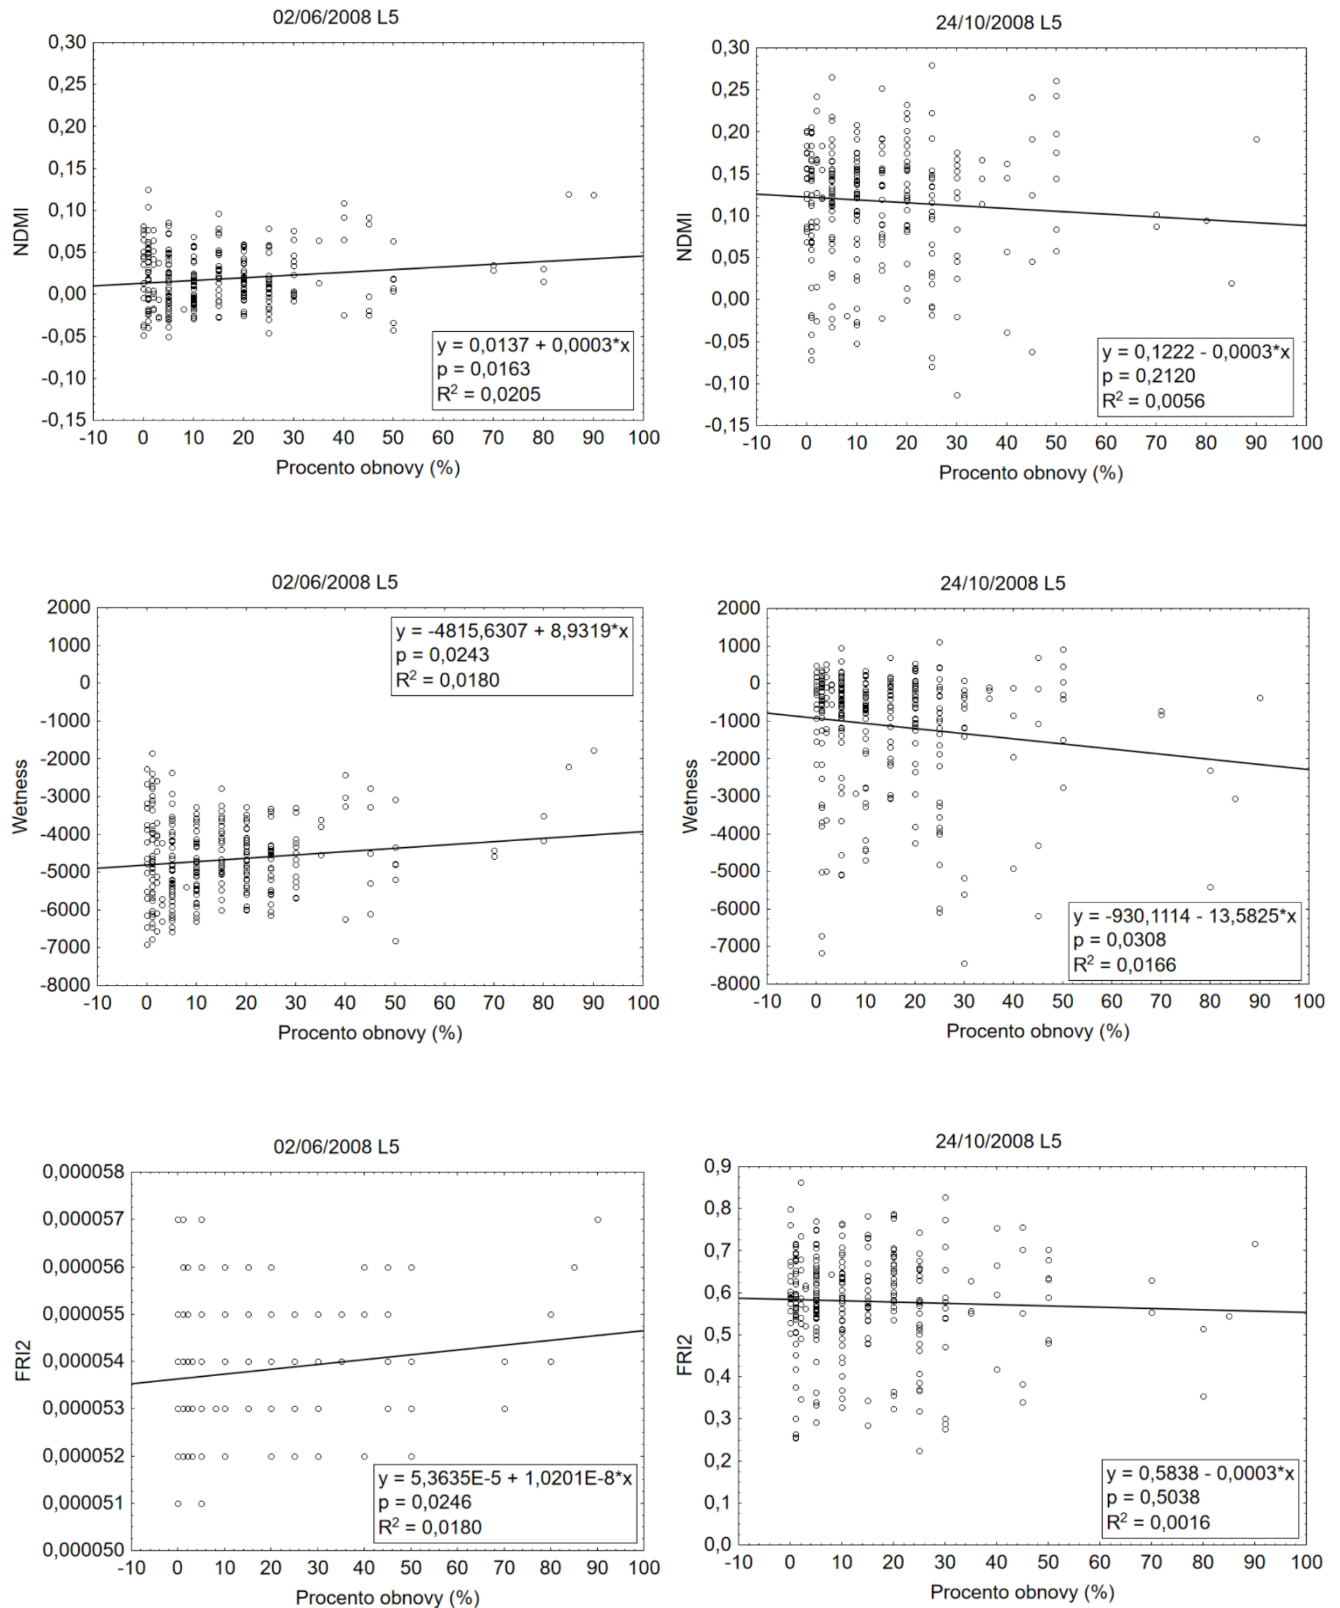 02/06/2008 L5
0,30
0,25
0,20
0,15
0,10
0,05
0,00
-0,05
-0,10
-0,15
NDMI
y = 0,0137 + 0,0003*x
p = 0,0163
R² = 0,0205
-10 0 10 20 30 40 50 60 70 80 90 100
Procento obnovy (%)
24/10/2008 L5
0,30
0,25
0,20
0,15
0,10
0,05
0,00
-0,05
-0,10
-0,15
NDMI
y = 0,1222 - 0,0003*x
p = 0,2120
R² = 0,0056
-10 0 10 20 30 40 50 60 70 80 90 100
Procento obnovy (%)
02/06/2008 L5
2000
1000
0
-1000
-2000
-3000
-4000
-5000
-6000
-7000
-8000
Wetness
y = -4815,6307 + 8,9319*x
p = 0,0243
R² = 0,0180
-10 0 10 20 30 40 50 60 70 80 90 100
Procento obnovy (%)
24/10/2008 L5
2000
1000
0
-1000
-2000
-3000
-4000
-5000
-6000
-7000
-8000
Wetness
y = -930,1114 - 13,5825*x
p = 0,0308
R² = 0,0166
-10 0 10 20 30 40 50 60 70 80 90 100
Procento obnovy (%)
02/06/2008 L5
0,000058
0,000057
0,000056
0,000055
0,000054
0,000053
0,000052
0,000051
0,000050
FRI2
y = 5,3635E-5 + 1,0201E-8*x
p = 0,0246
R² = 0,0180
-10 0 10 20 30 40 50 60 70 80 90 100
Procento obnovy (%)
24/10/2008 L5
0,9
0,8
0,7
0,6
0,5
0,4
0,3
0,2
0,1
0,0
FRI2
y = 0,5838 - 0,0003*x
p = 0,5038
R² = 0,0016
-10 0 10 20 30 40 50 60 70 80 90 100
Procento obnovy (%)